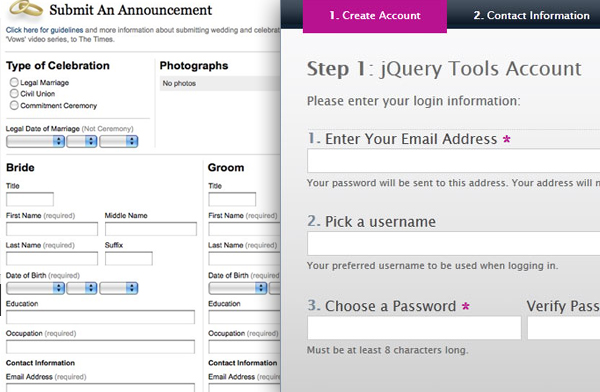 Submit An Announcement
Click here for guidelines and more information about submitting wedding and celebrat
'Vows' video series, to The Times.
Type of Celebration
Legal Marriage
Civil Union
Commitment Ceremony
Legal Date of Marriage (Not Ceremony)
Photographs
No photos
Bride
Title
First Name (required) Middle Name
Last Name (required) Suffix
Date of Birth (required)
Education
Occupation (required)
Contact Information
Email Address (required)
Groom
Title
First Name (required)
Last Name (required)
Date of Birth (required)
Education
Occupation (required)
Contact Information
Email Address (required)
1. Create Account 2. Contact Information
Step 1: jQuery Tools Account
Please enter your login information:
1. Enter Your Email Address *
Your password will be sent to this address. Your address will n
2. Pick a username
Your preferred username to be used when logging in.
3. Choose a Password * Verify Pass
Must be at least 8 characters long.